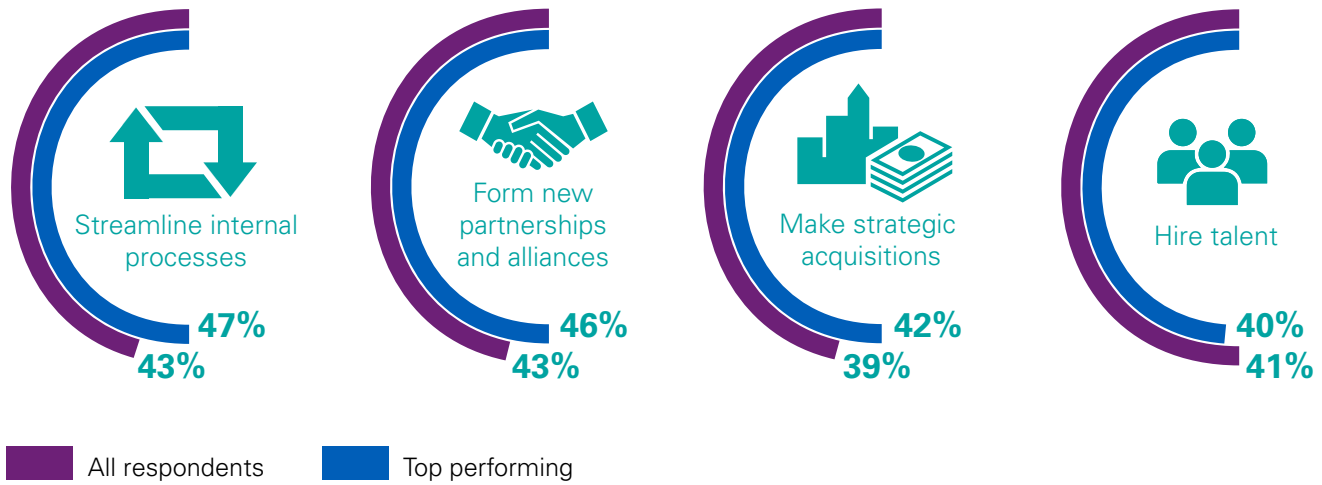 Streamline internal
processes
47%
43%
Form new
partnerships
and alliances
46%
43%
Make strategic
acquisitions
42%
39%
Hire talent
40%
41%
All respondents
Top performing